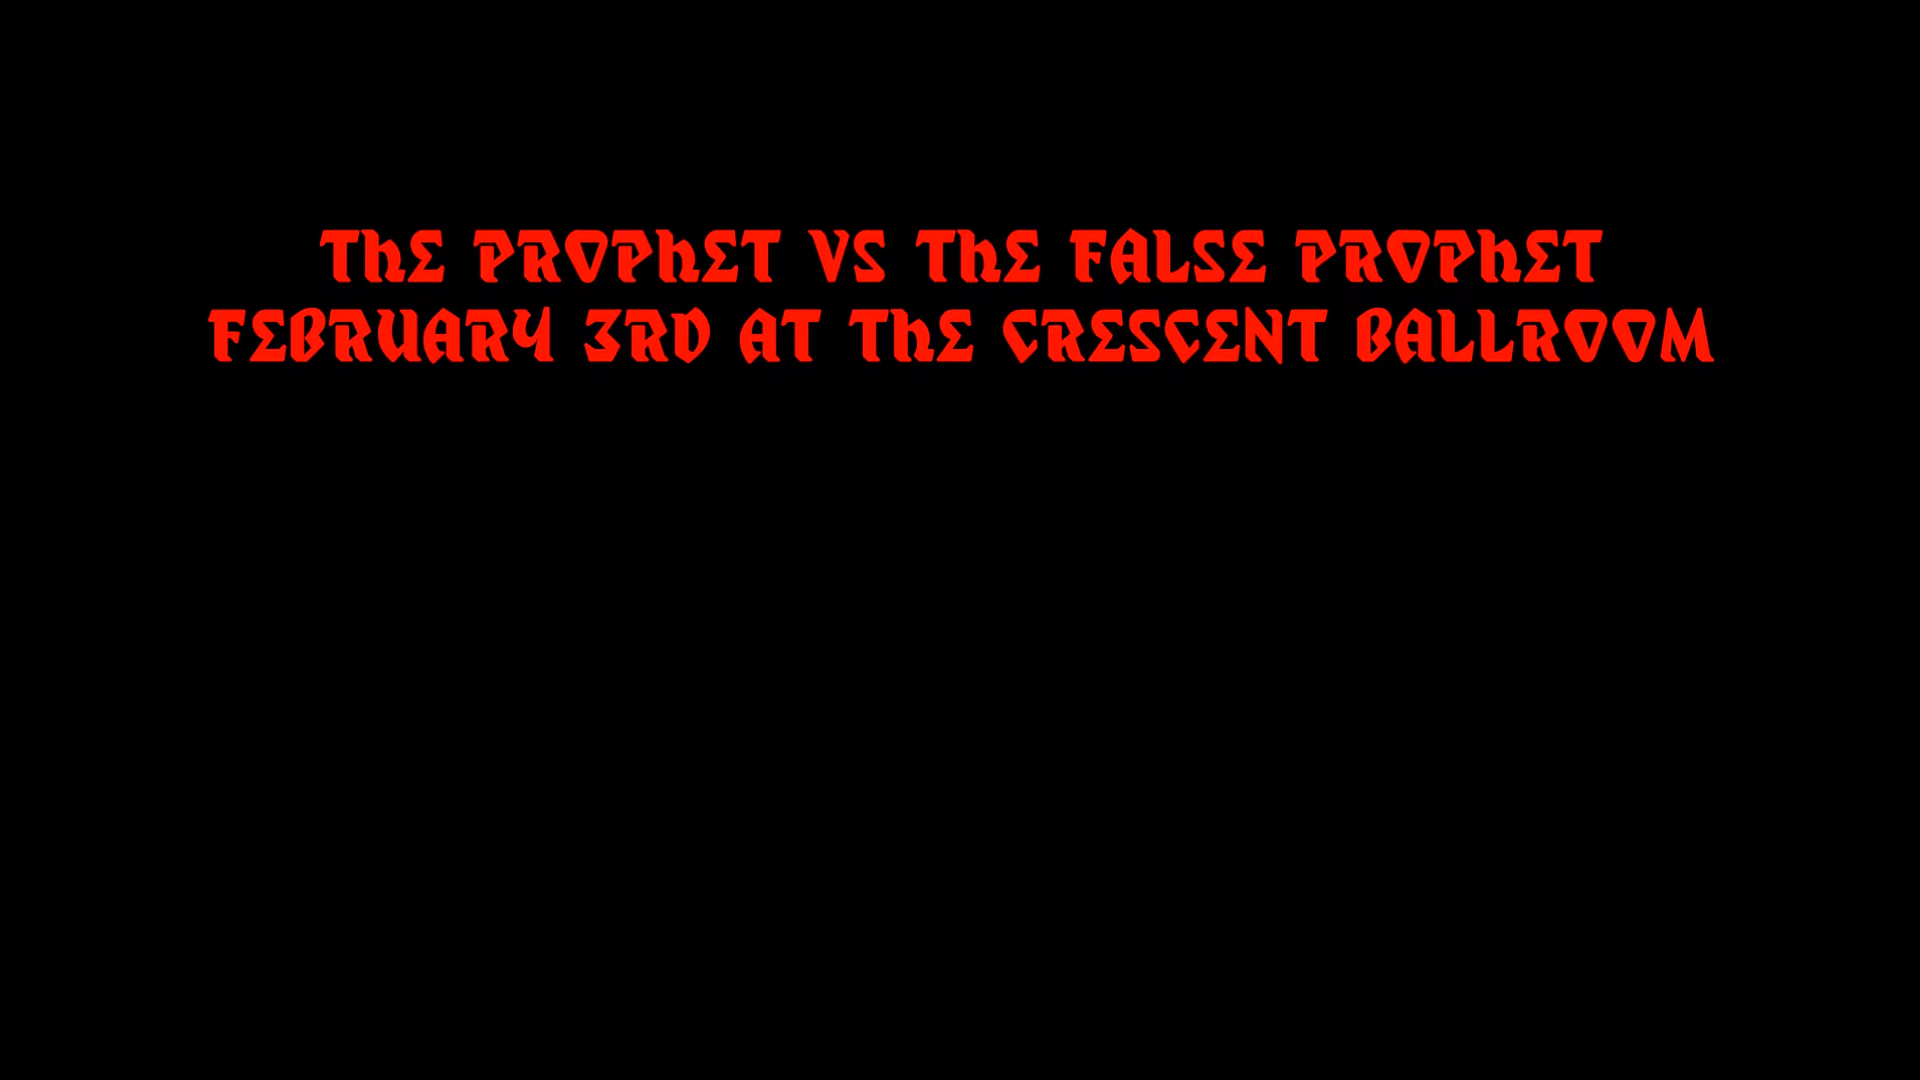 THE PROPHET VS THE FALSE PROPHET
FEBRUARY 3RD AT THE CRESCENT BALLROOM